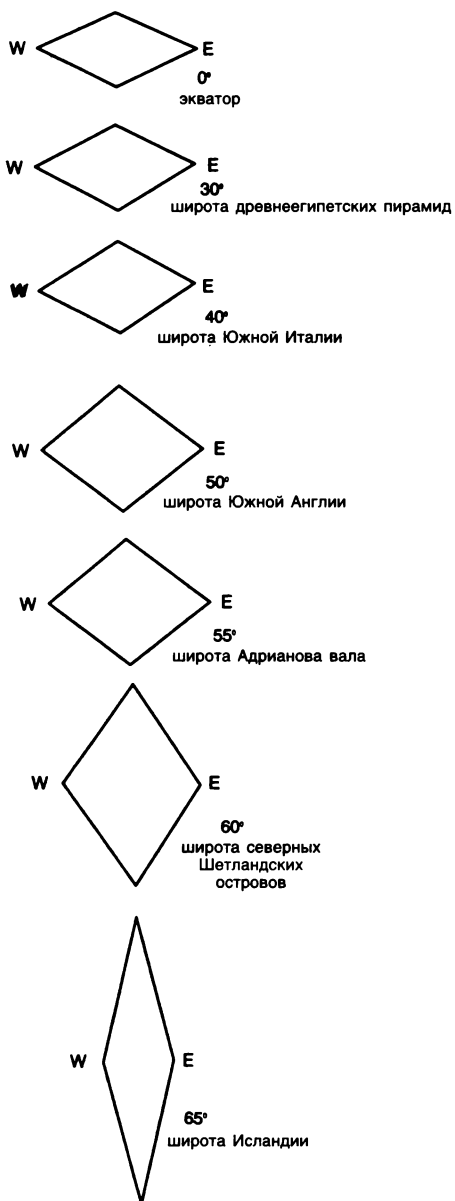 W E
0°
экватор
W E
30°
широта древнеегипетских пирамид
W E
40°
широта Южной Италии
W E
50°
широта Южной Англии
W E
55°
широта Адрианова вала
W E
60°
широта северных
Шетландских
островов
W E
65°
широта Исландии